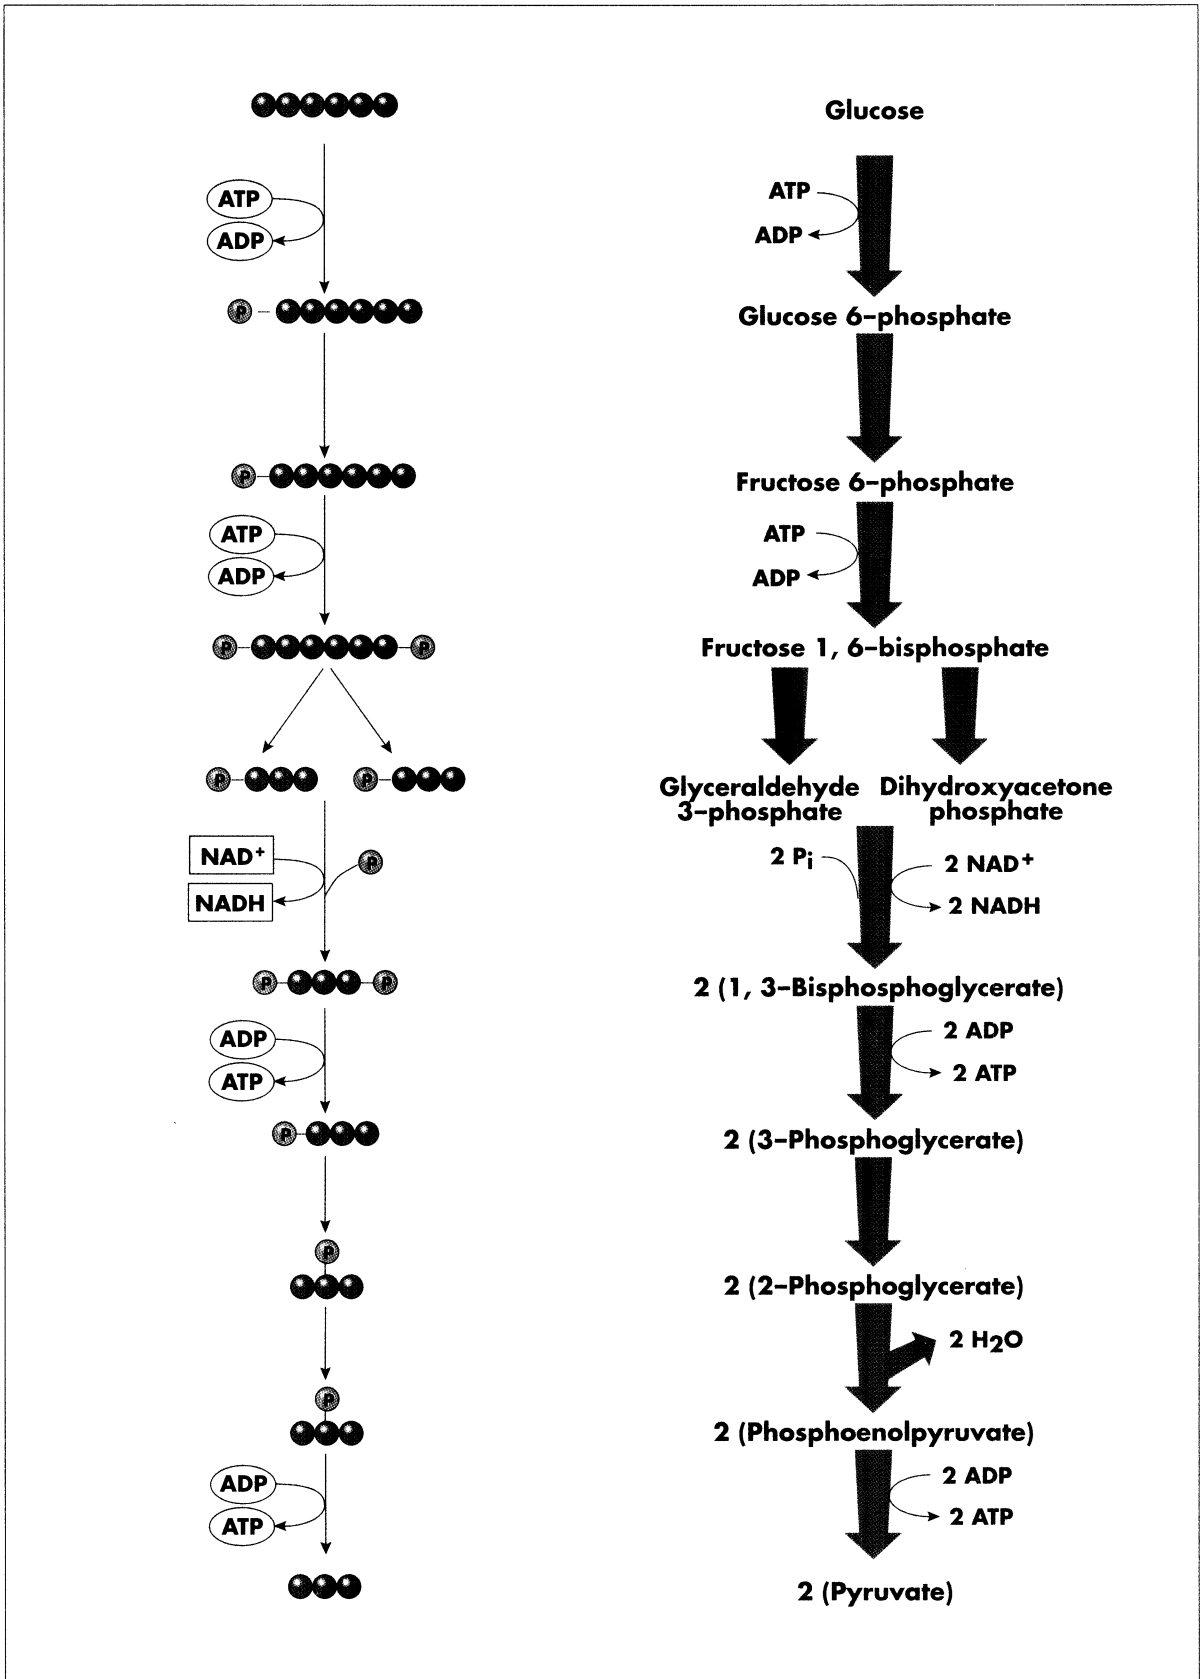 Glucose
ATP
ATP
ADP
ADP
P
Glucose 6–phosphate
P
Fructose 6–phosphate
ATP
ATP
ADP
ADP
P
P
Fructose 1, 6–bisphosphate
P
P
Glyceraldehyde
3–phosphate
Dihydroxyacetone
phosphate
NAD+
P
2 Pi
2 NAD+
NADH
2 NADH
P
P
2 (1, 3–Bisphosphoglycerate)
ADP
2 ADP
ATP
2 ATP
P
2 (3–Phosphoglycerate)
P
2 (2–Phosphoglycerate)
2 H2O
P
2 (Phosphoenolpyruvate)
ADP
2 ADP
ATP
2 ATP
2 (Pyruvate)